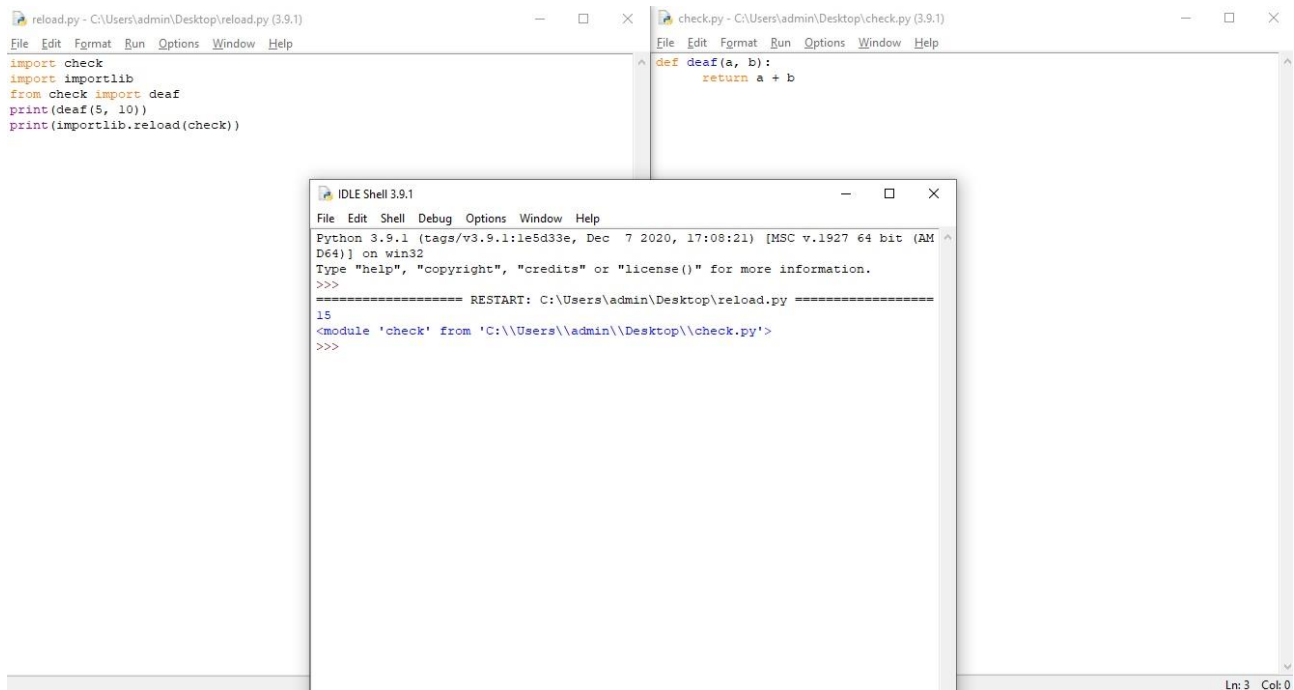 reload.py - C:\Users\admin\Desktop\reload.py (3.9.1)
File Edit Format Run Options Window Help
import check
import importlib
from check import deaf
print(deaf(5, 10))
print(importlib.reload(check))
check.py - C:\Users\admin\Desktop\check.py (3.9.1)
File Edit Format Run Options Window Help
def deaf(a, b):
      return a + b
IDLE Shell 3.9.1
File Edit Shell Debug Options Window Help
Python 3.9.1 (tags/v3.9.1:1e5d33e, Dec  7 2020, 17:08:21) [MSC v.1927 64 bit (AM
D64)] on win32
Type "help", "copyright", "credits" or "license()" for more information.
>>>
=================== RESTART: C:\Users\admin\Desktop\reload.py ==================
15
<module 'check' from 'C:\\Users\\admin\\Desktop\\check.py'>
>>>
Ln: 3 Col: 0